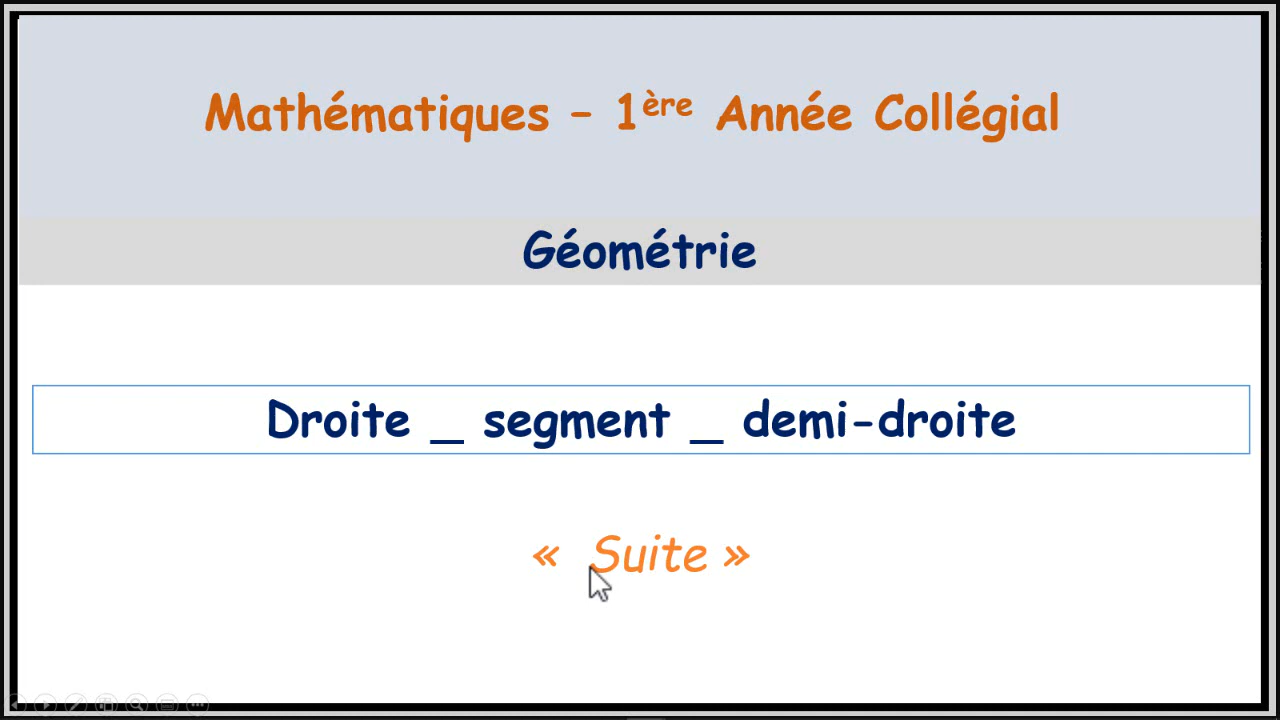 Mathématiques – 1ère Année Collégial
Géométrie
Droite _ segment _ demi-droite
« Suite »